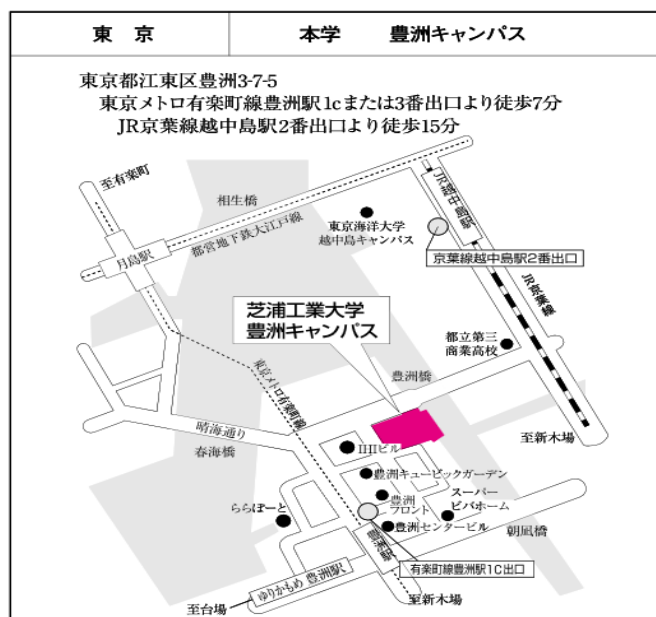 東 京
本学 豊洲キャンパス
東京都江東区豊洲3-7-5
東京メトロ有楽町線豊洲駅1cまたは3番出口より徒歩7分
JR京葉線越中島駅2番出口より徒歩15分
至有楽町
相生橋
都営地下鉄大江戸線
月島駅
東京海洋大学
越中島キャンパス
JR越中島駅
京葉線越中島駅2番出口
JR京葉線
芝浦工業大学
豊洲キャンパス
都立第三
商業高校
豊洲橋
東京メトロ有楽町線
晴海通り
春海橋
至新木場
IHIビル
豊洲キュービックガーデン
豊洲
フロント
スーパー
ビバホーム
ららぽーと
豊洲センタービル
朝凪橋
豊洲駅
有楽町線豊洲駅1C出口
ゆりかもめ 豊洲駅
至台場
至新木場